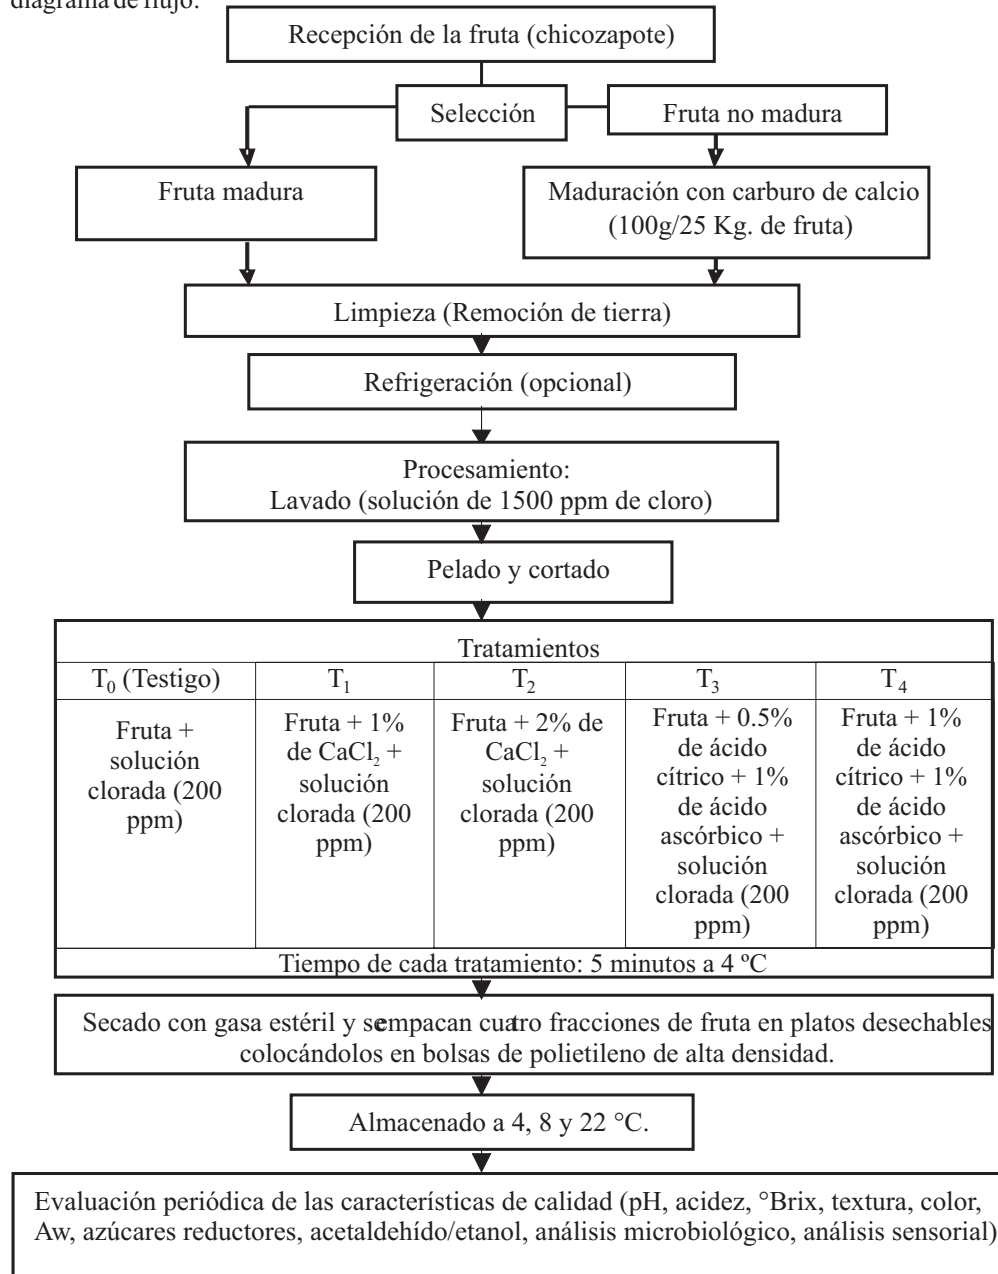 diagrama de flujo.
Recepción de la fruta (chicozapote)
Selección
Fruta no madura
Fruta madura
Maduración con carburo de calcio
(100g/25 Kg. de fruta)
Limpieza (Remoción de tierra)
Refrigeración (opcional)
Procesamiento:
Lavado (solución de 1500 ppm de cloro)
Pelado y cortado
Tratamientos
T₀ (Testigo)
T₁
T₂
T₃
T₄
Fruta +
solución
clorada (200
ppm)
Fruta + 1%
de CaCl₂ +
solución
clorada (200
ppm)
Fruta + 2% de
CaCl₂ +
solución
clorada (200
ppm)
Fruta + 0.5%
de ácido
cítrico + 1%
de ácido
ascórbico +
solución
clorada (200
ppm)
Fruta + 1%
de ácido
cítrico + 1%
de ácido
ascórbico +
solución
clorada (200
ppm)
Tiempo de cada tratamiento: 5 minutos a 4 ºC
Secado con gasa estéril y se empacan cuatro fracciones de fruta en platos desechables
colocándolos en bolsas de polietileno de alta densidad.
Almacenado a 4, 8 y 22 °C.
Evaluación periódica de las características de calidad (pH, acidez, °Brix, textura, color,
Aw, azúcares reductores, acetaldehído/etanol, análisis microbiológico, análisis sensorial)